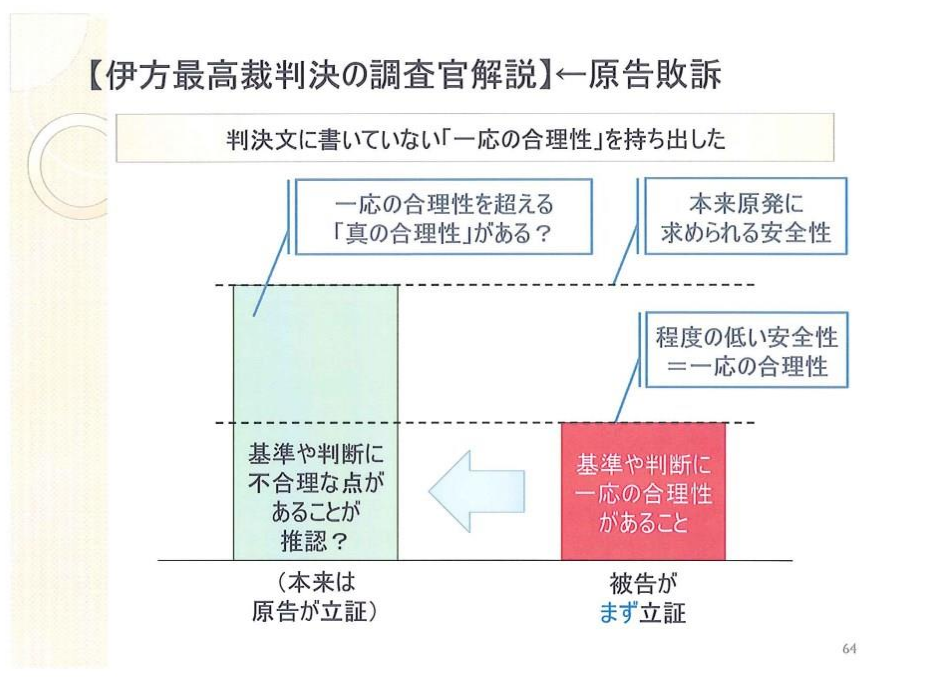 【伊方最高裁判決の調査官解説】←原告敗訴
判決文に書いていない「一応の合理性」を持ち出した
一応の合理性を超える
「真の合理性」がある？
本来原発に
求められる安全性
程度の低い安全性
＝一応の合理性
基準や判断に
不合理な点が
あることが
推認？
基準や判断に
一応の合理性
があること
（本来は
原告が立証）
被告が
まず立証
64